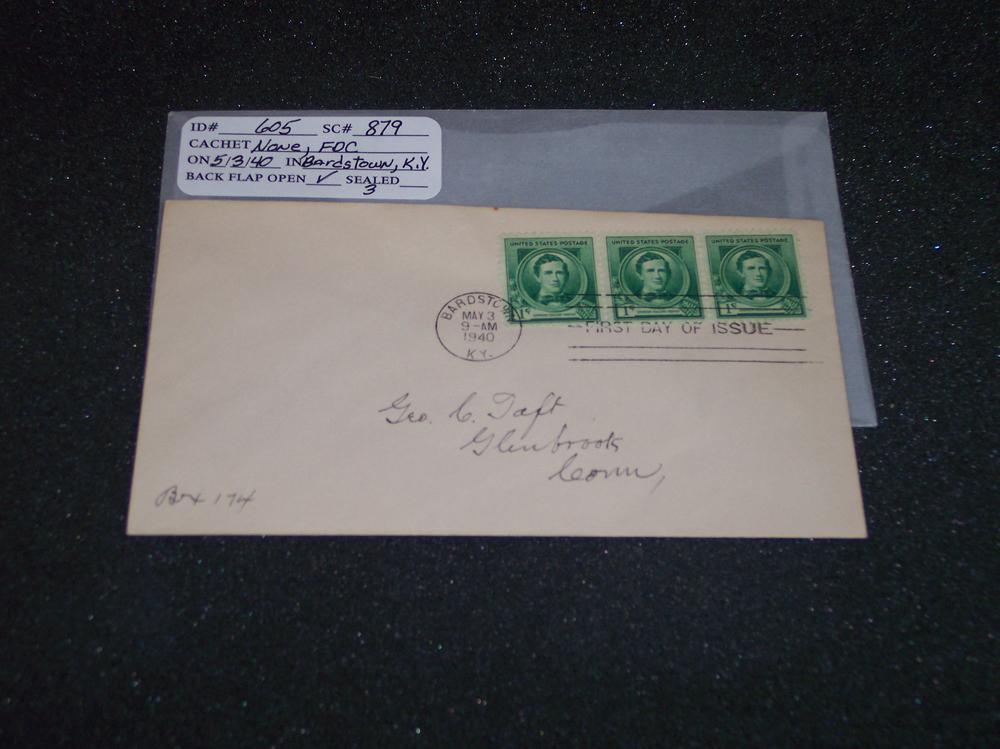 ID# 605 SC# 879
CACHET None, FDC
ON 5/3/40 IN Bardstown, K.Y.
BACK FLAP OPEN ✓ SEALED
3
UNITED STATES POSTAGE UNITED STATES POSTAGE UNITED STATES POSTAGE
1¢ 1¢ 1¢
BARDSTOWN
MAY 3
9-AM
1940
KY.
FIRST DAY OF ISSUE
Geo. C. Taft
Glenbrook
Conn,
Box 174